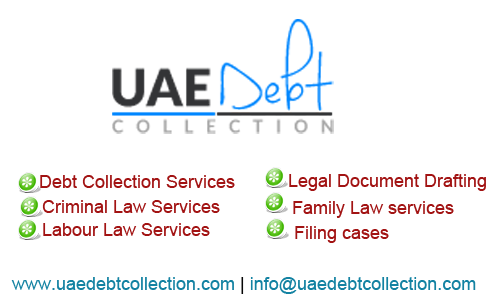 UAE Debt
COLLECTION
Debt Collection Services
Criminal Law Services
Labour Law Services
Legal Document Drafting
Family Law services
Filing cases
www.uaedebtcollection.com | info@uaedebtcollection.com